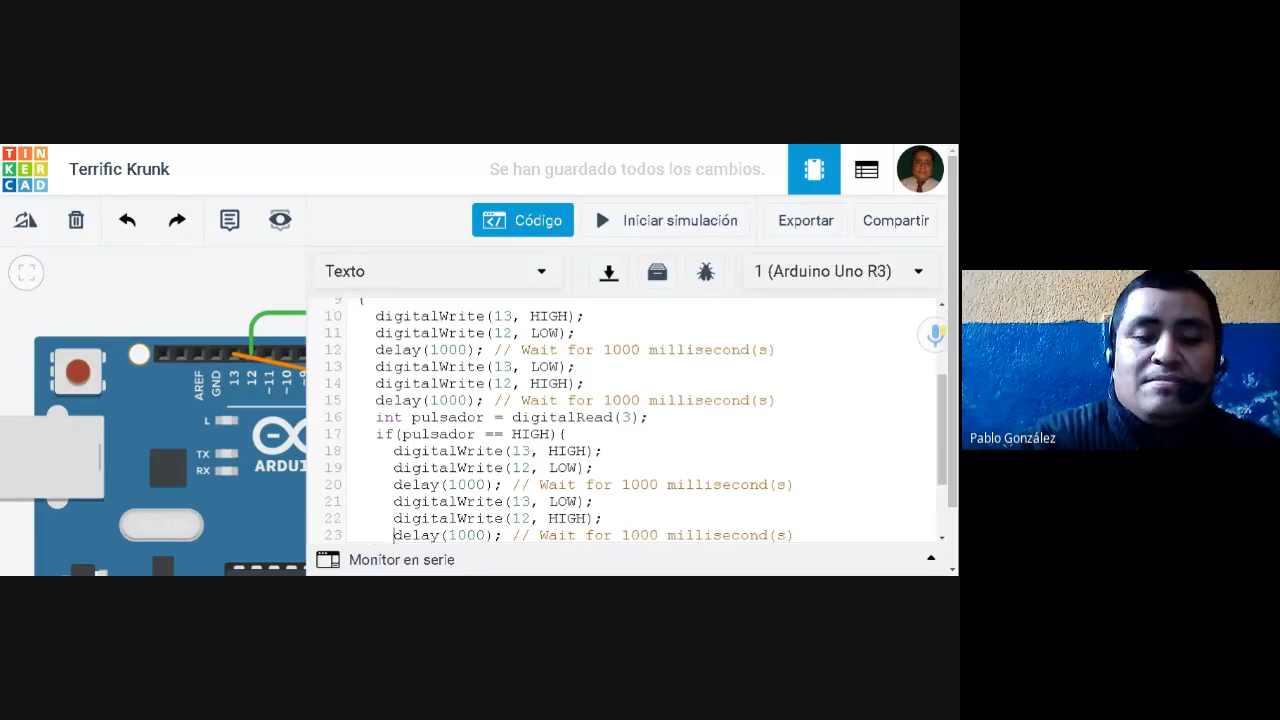 TINKERCAD
Terrific Krunk
Se han guardado todos los cambios.
Código
Iniciar simulación
Exportar
Compartir
Texto
1 (Arduino Uno R3)
9 {
10 digitalWrite(13, HIGH);
11 digitalWrite(12, LOW);
12 delay(1000); // Wait for 1000 millisecond(s)
13 digitalWrite(13, LOW);
14 digitalWrite(12, HIGH);
15 delay(1000); // Wait for 1000 millisecond(s)
16 int pulsador = digitalRead(3);
17 if(pulsador == HIGH){
18 digitalWrite(13, HIGH);
19 digitalWrite(12, LOW);
20 delay(1000); // Wait for 1000 millisecond(s)
21 digitalWrite(13, LOW);
22 digitalWrite(12, HIGH);
23 delay(1000); // Wait for 1000 millisecond(s)
Monitor en serie
AREF
GND
13
12
~11
~10
~9
L
TX
RX
ARDUI
Pablo González